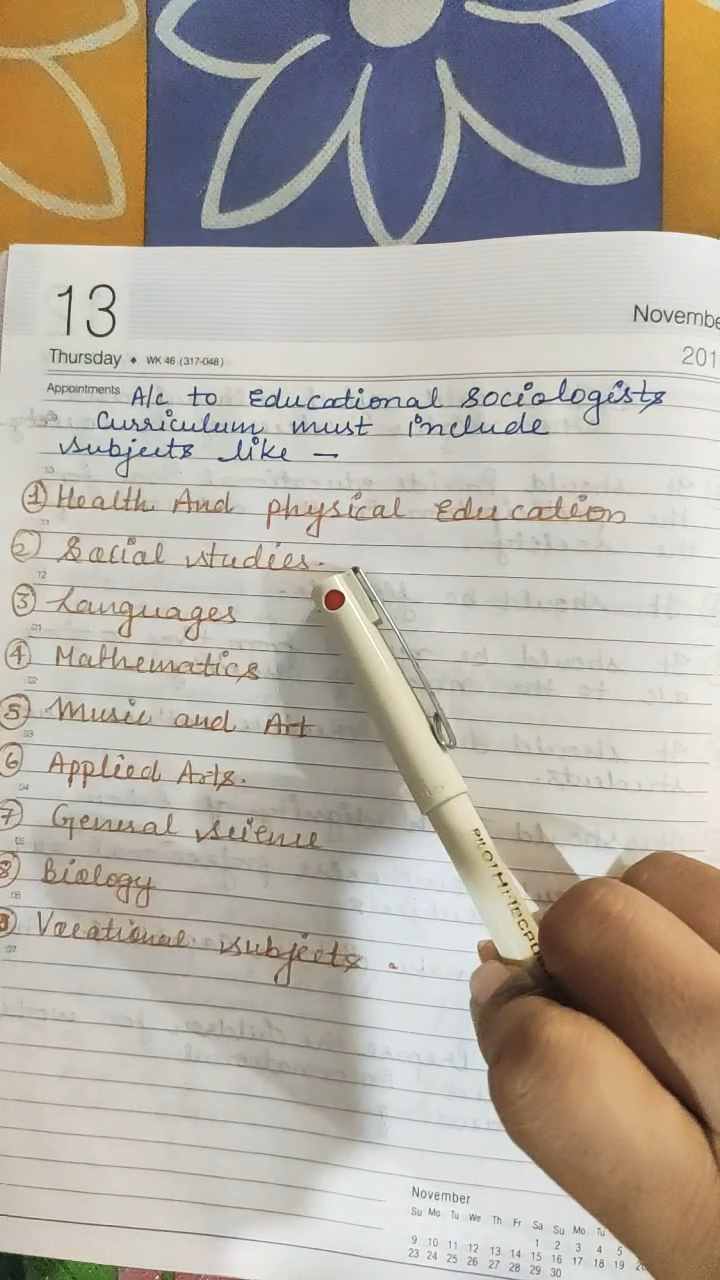 13
Novembe
Thursday ♦ WK 46 (317-048)
201
Appointments A/c to Educational Sociologists
Curriculum must include
subjects like —
① Health And physical Education
② Social studies.
③ Languages
④ Mathematics
⑤ Music and Art
⑥ Applied Arts.
⑦ General science
⑧ Biology
⑨ Vocational subjects.
PILOT HI-TECPO
November
Su Mo Tu We Th Fr Sa Su Mo Tu
1 2 3 4 5
9 10 11 12 13 14 15 16 17 18 19
23 24 25 26 27 28 29 30